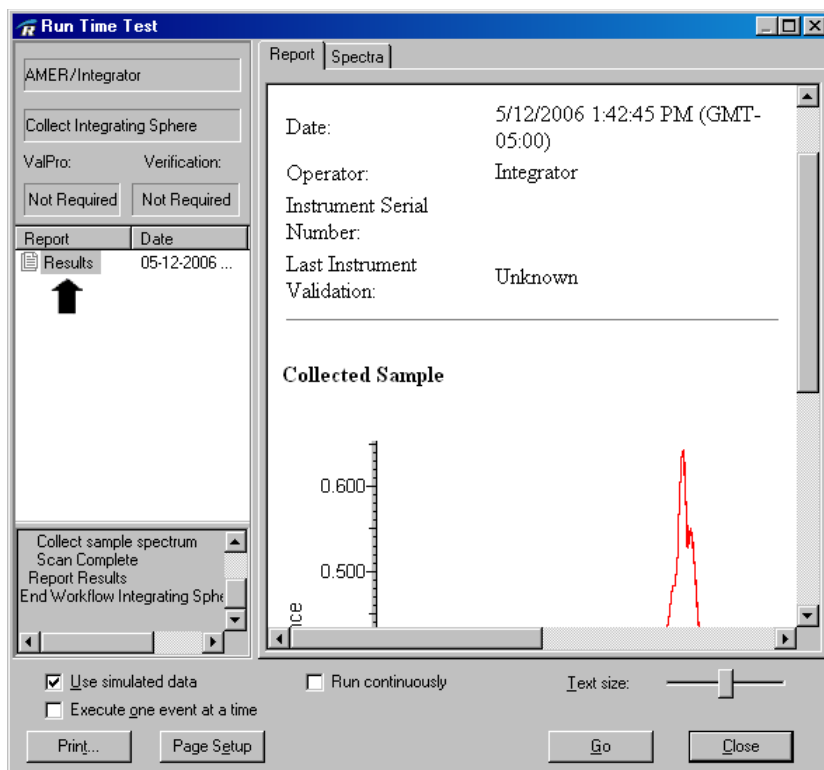 Run Time Test
AMER/Integrator
Collect Integrating Sphere
ValPro: Verification:
Not Required Not Required
Report Date
Results 05-12-2006 ...
Collect sample spectrum
Scan Complete
Report Results
End Workflow Integrating Sphe
Report Spectra
Date: 5/12/2006 1:42:45 PM (GMT-
05:00)
Operator: Integrator
Instrument Serial
Number:
Last Instrument
Validation: Unknown
Collected Sample
0.600
0.500
nce
Use simulated data Run continuously Text size:
Execute one event at a time
Print... Page Setup Go Close